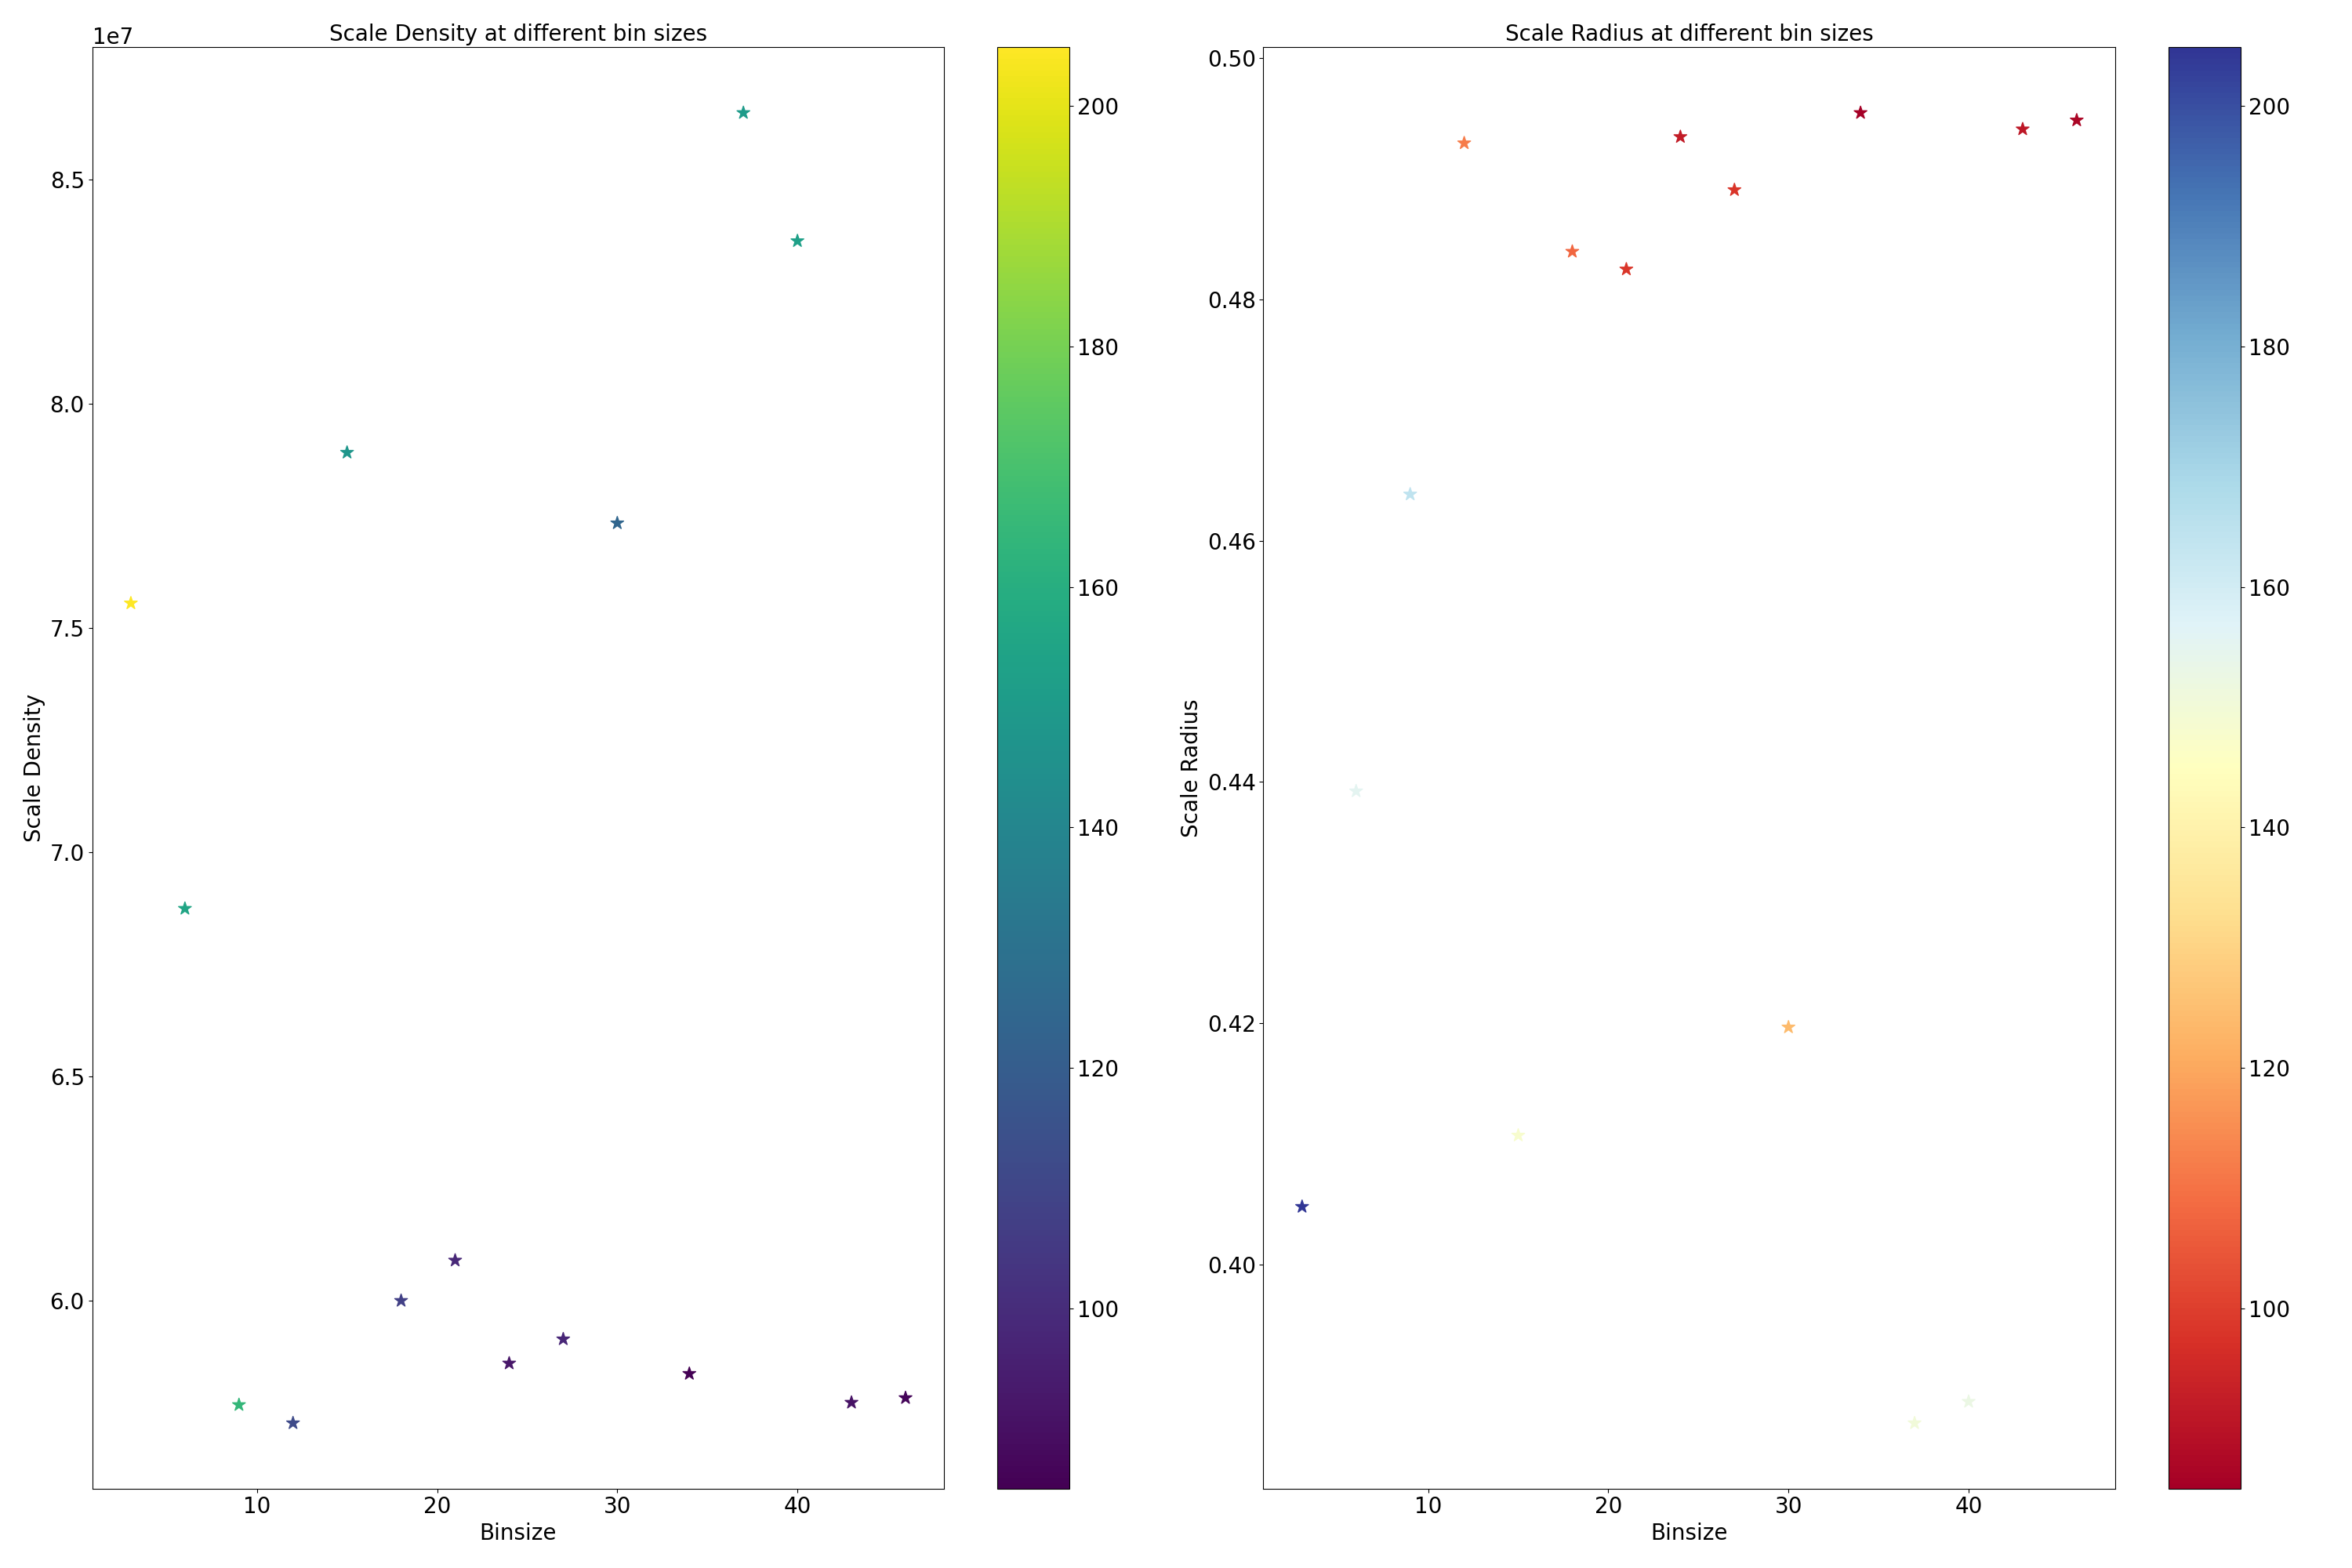 Scale Density at different bin sizes
1e7
8.5
8.0
7.5
7.0
6.5
6.0
Scale Density
10 20 30 40
Binsize
200
180
160
140
120
100
Scale Radius at different bin sizes
0.50
0.48
0.46
0.44
0.42
0.40
Scale Radius
10 20 30 40
Binsize
200
180
160
140
120
100